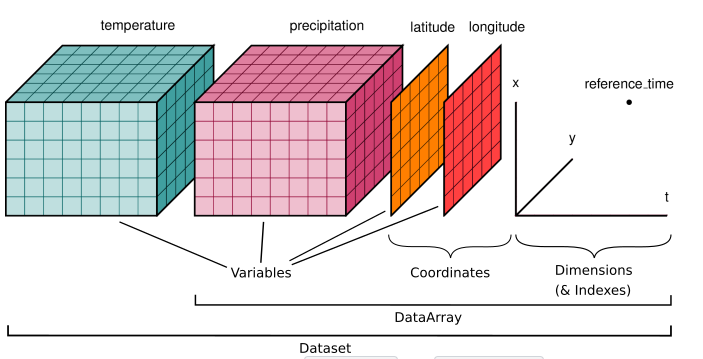 temperature
precipitation
latitude
longitude
x
reference_time
y
t
Variables
Coordinates
Dimensions
(& Indexes)
DataArray
Dataset